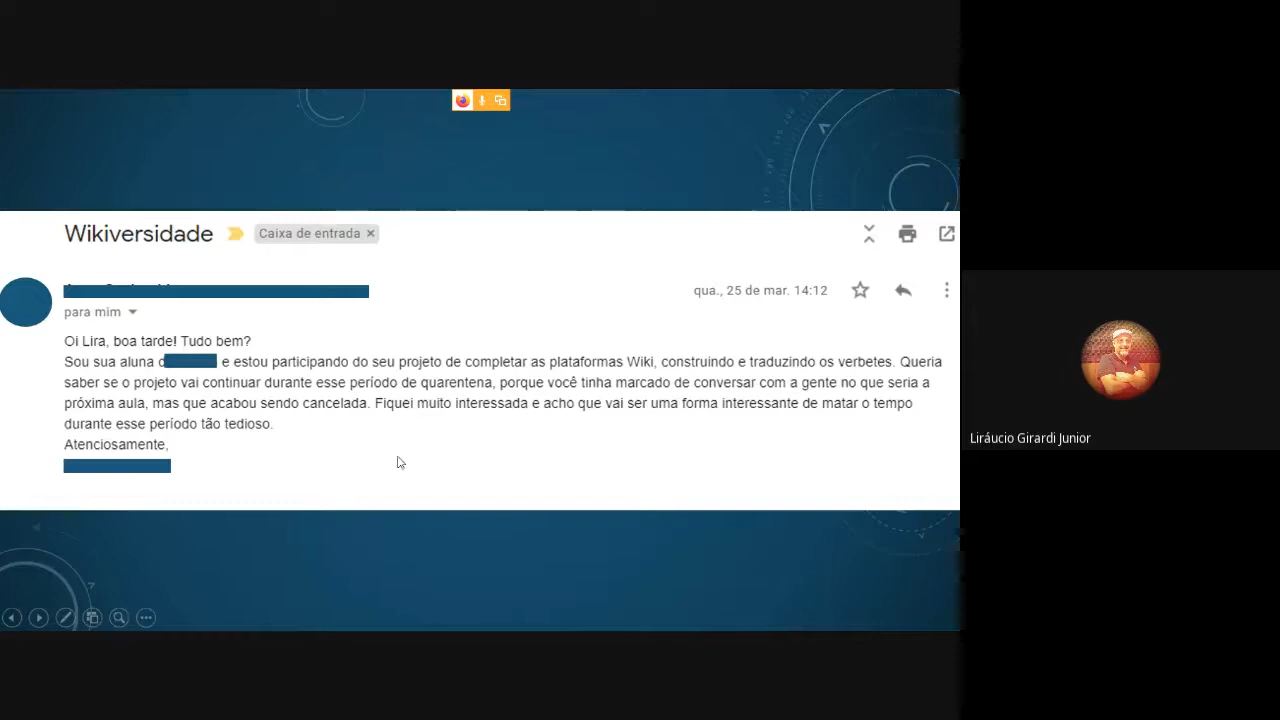 Wikiversidade
Caixa de entrada ×
qua., 25 de mar. 14:12
para mim
Oi Lira, boa tarde! Tudo bem?
Sou sua aluna e estou participando do seu projeto de completar as plataformas Wiki, construindo e traduzindo os verbetes. Queria
saber se o projeto vai continuar durante esse período de quarentena, porque você tinha marcado de conversar com a gente no que seria a
próxima aula, mas que acabou sendo cancelada. Fiquei muito interessada e acho que vai ser uma forma interessante de matar o tempo
durante esse período tão tedioso.
Atenciosamente,
Liráucio Girardi Junior